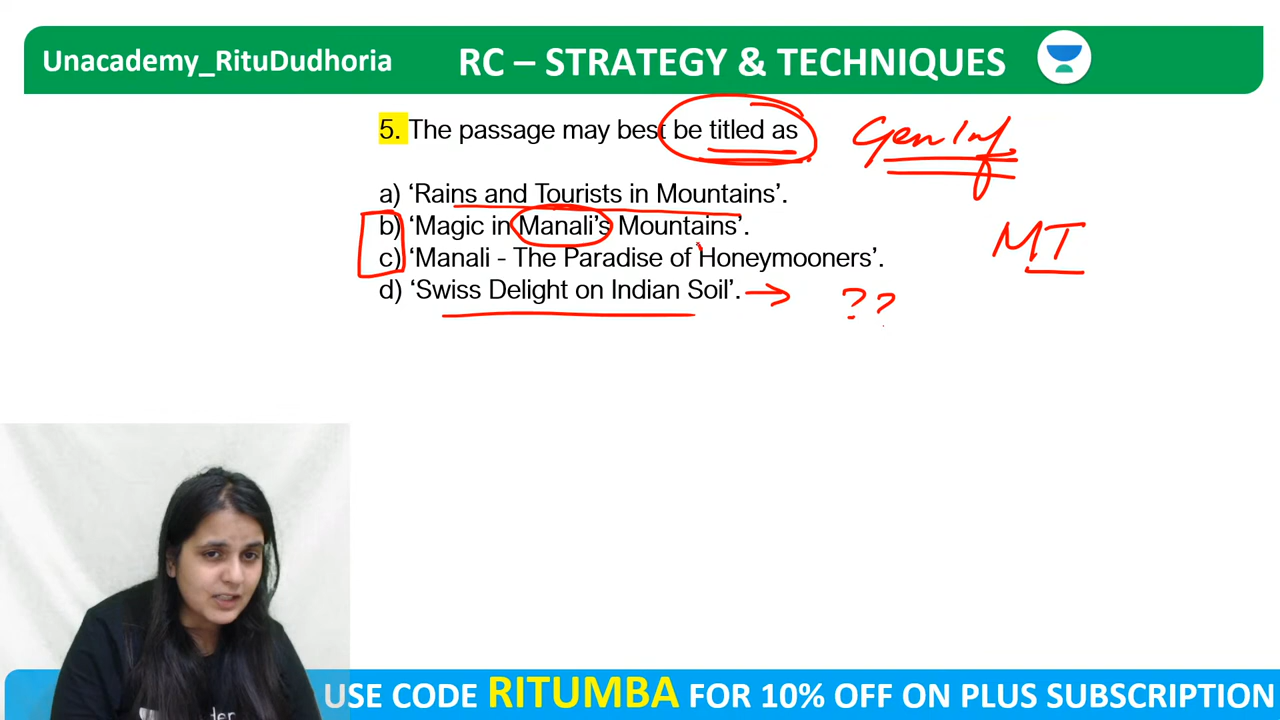 Unacademy_RituDudhoria
RC – STRATEGY & TECHNIQUES
5. The passage may best be titled as
Gen Inf
a) ‘Rains and Tourists in Mountains’.
b) ‘Magic in Manali’s Mountains’.
MT
c) ‘Manali - The Paradise of Honeymooners’.
d) ‘Swiss Delight on Indian Soil’. → ??
USE CODE RITUMBA FOR 10% OFF ON PLUS SUBSCRIPTION